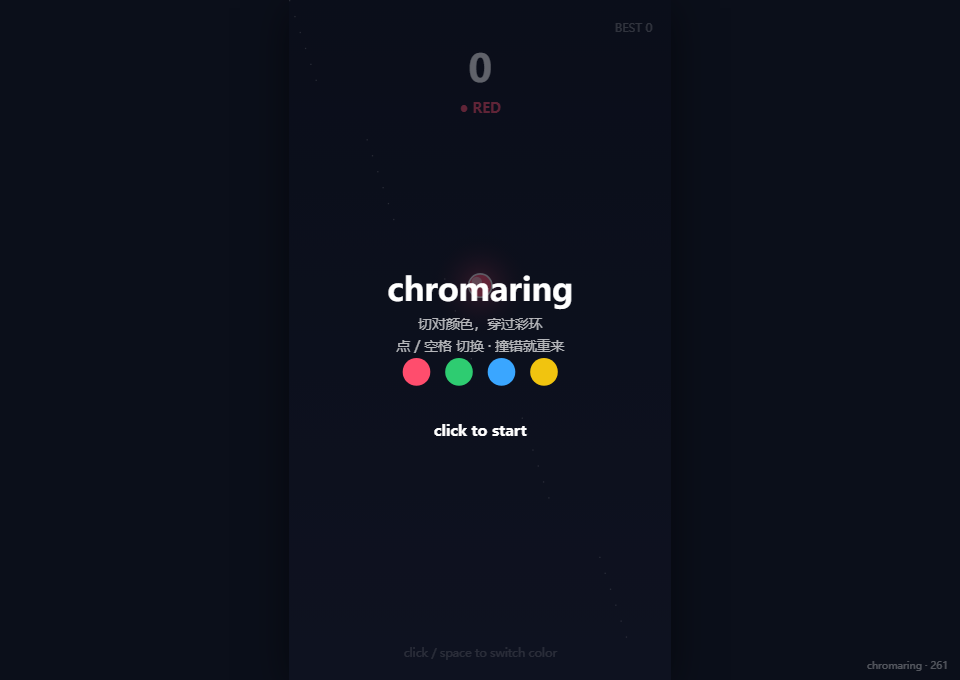 BEST 0
0
• RED
chromaring
切对颜色，穿过彩环
点 / 空格 切换 · 撞错就重来
click to start
click / space to switch color
chromaring · 261